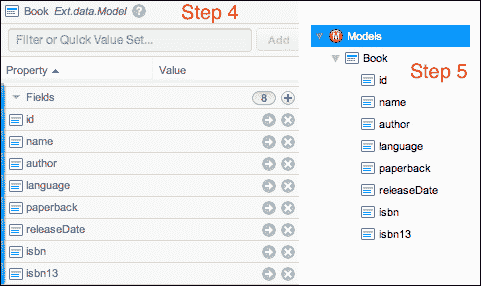 Book Ext.data.Model ? Step 4
Filter or Quick Value Set... Add
Property Value
Fields 8
id
name
author
language
paperback
releaseDate
isbn
isbn13
M Models
Book Step 5
id
name
author
language
paperback
releaseDate
isbn
isbn13